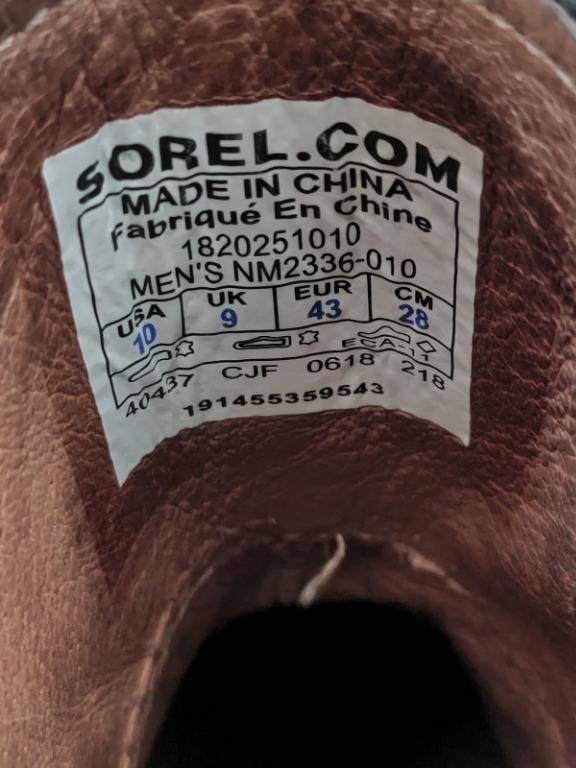 SOREL.COM
MADE IN CHINA
Fabriqué En Chine
1820251010
MEN'S NM2336-010
USA UK EUR CM
10 9 43 28
ECA-11
40437 CJF 0618 218
191455359543